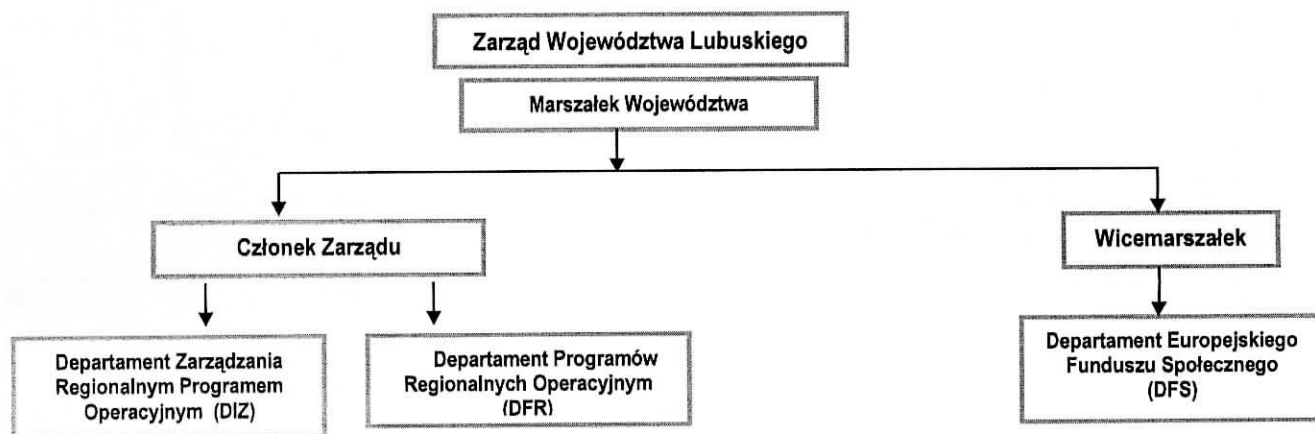 Zarząd Województwa Lubuskiego
Marszałek Województwa
Członek Zarządu
Wicemarszałek
Departament Zarządzania
Regionalnym Programem
Operacyjnym (DIZ)
Departament Programów
Regionalnych Operacyjnym
(DFR)
Departament Europejskiego
Funduszu Społecznego
(DFS)